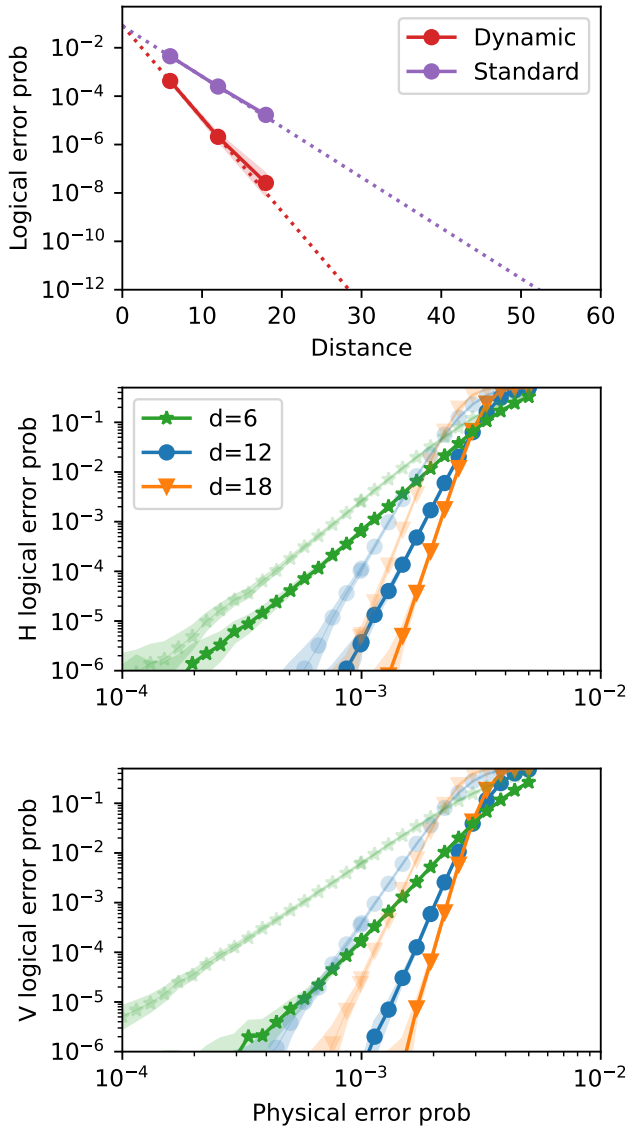 Logical error prob
10⁻²
10⁻⁴
10⁻⁶
10⁻⁸
10⁻¹⁰
10⁻¹²
Dynamic
Standard
0 10 20 30 40 50 60
Distance
H logical error prob
10⁻¹
10⁻²
10⁻³
10⁻⁴
10⁻⁵
10⁻⁶
d=6
d=12
d=18
10⁻⁴ 10⁻³ 10⁻²
V logical error prob
10⁻¹
10⁻²
10⁻³
10⁻⁴
10⁻⁵
10⁻⁶
10⁻⁴ 10⁻³ 10⁻²
Physical error prob